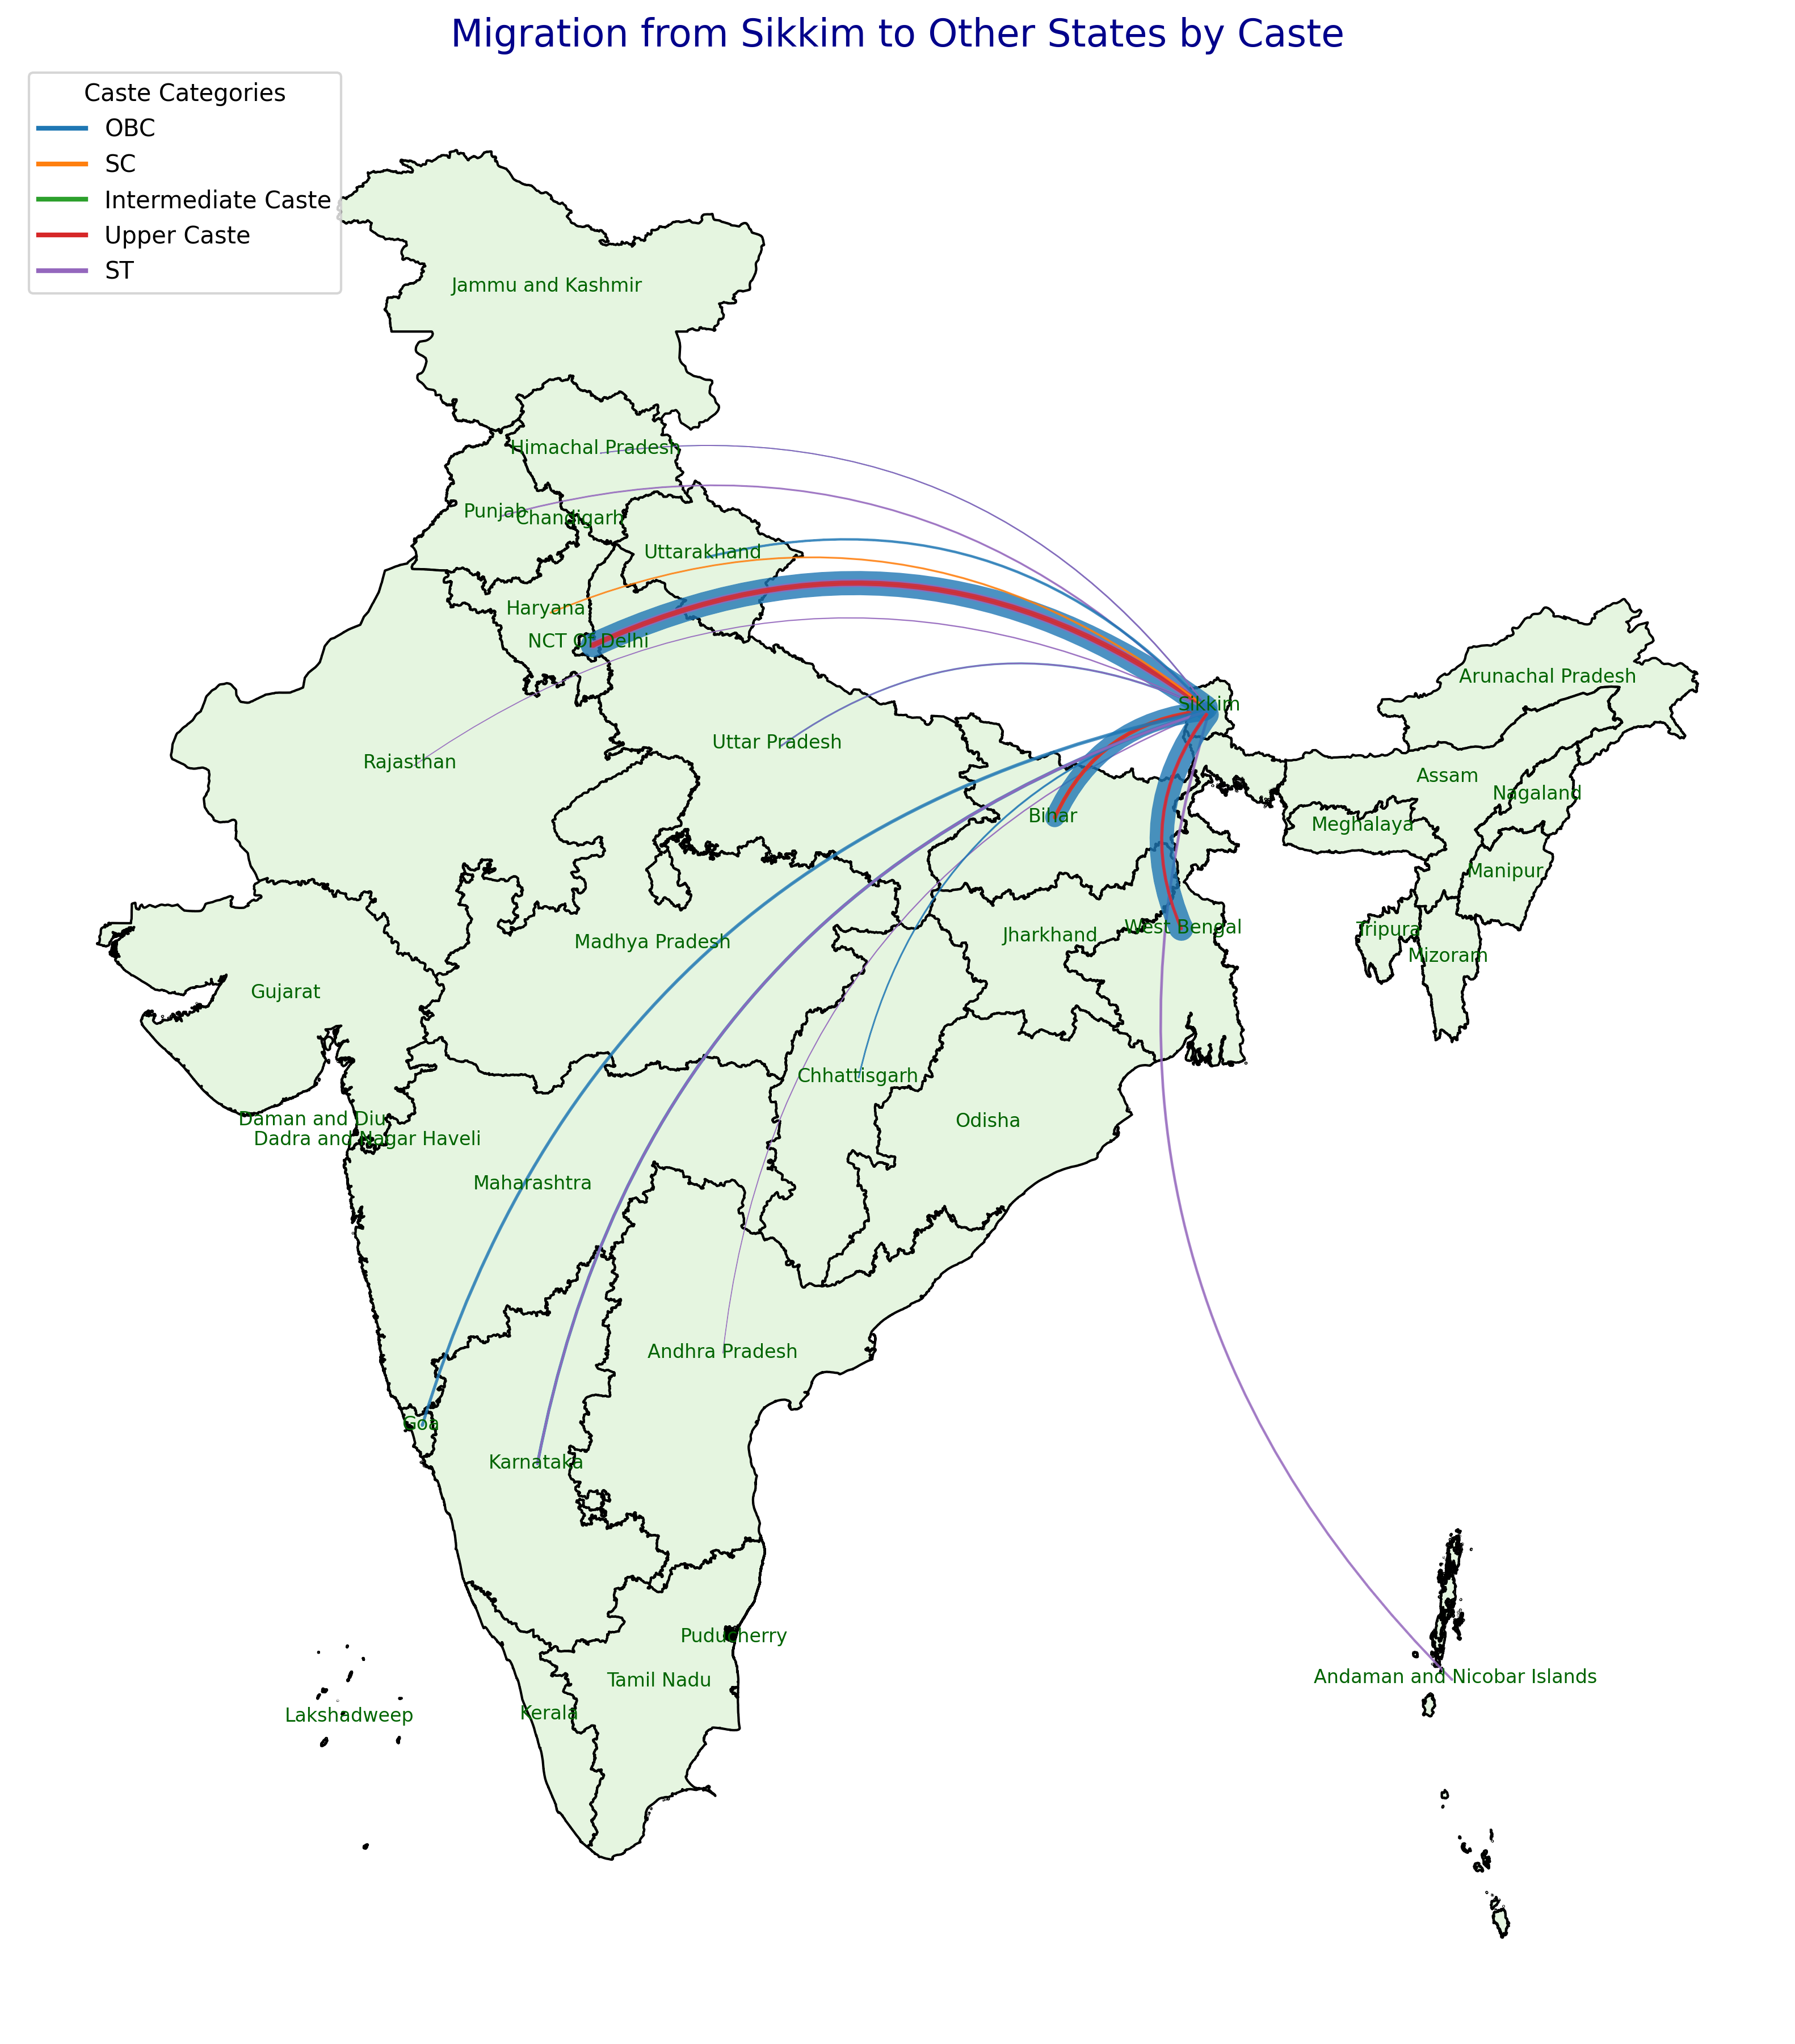 Migration from Sikkim to Other States by Caste
Caste Categories
OBC
SC
Intermediate Caste
Upper Caste
ST
Jammu and Kashmir
Himachal Pradesh
Punjab
Chandigarh
Uttarakhand
Haryana
NCT Of Delhi
Arunachal Pradesh
Sikkim
Uttar Pradesh
Rajasthan
Assam
Nagaland
Bihar
Meghalaya
Manipur
West Bengal
Tripura
Jharkhand
Madhya Pradesh
Mizoram
Gujarat
Chhattisgarh
Daman and Diu
Odisha
Dadra and Nagar Haveli
Maharashtra
Andhra Pradesh
Goa
Karnataka
Puducherry
Andaman and Nicobar Islands
Tamil Nadu
Kerala
Lakshadweep